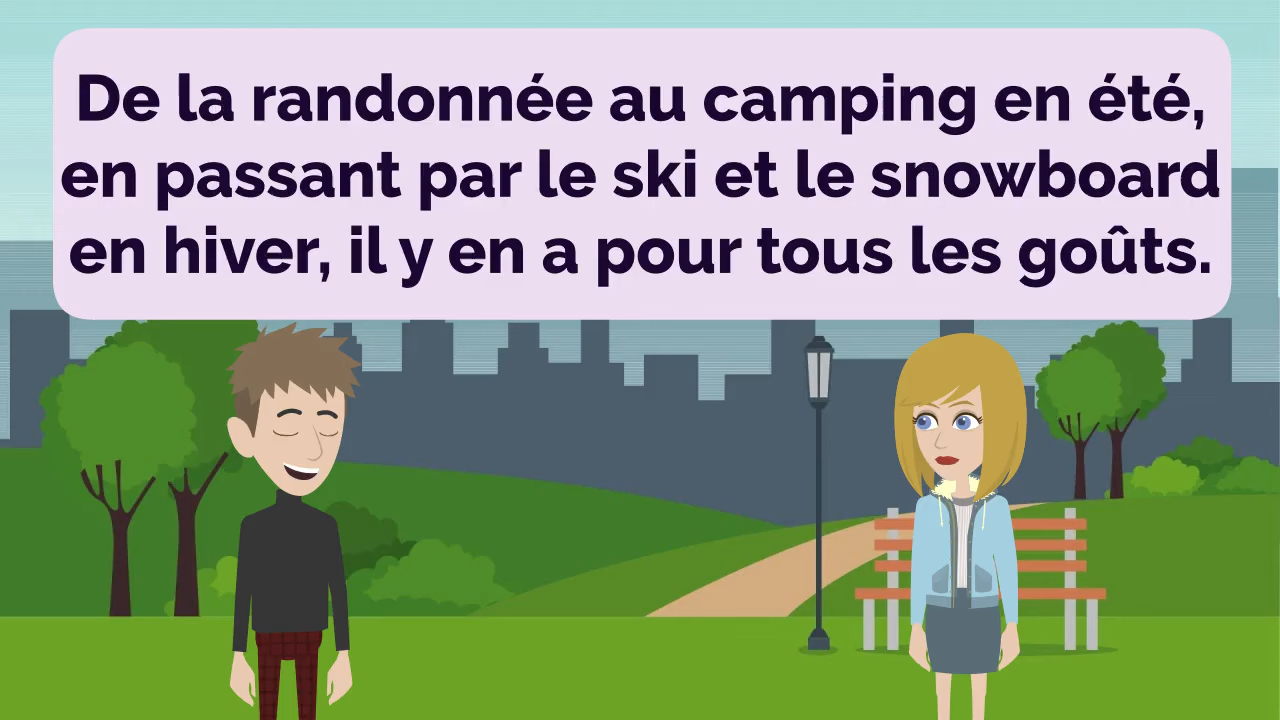 De la randonnée au camping en été,
en passant par le ski et le snowboard
en hiver, il y en a pour tous les goûts.